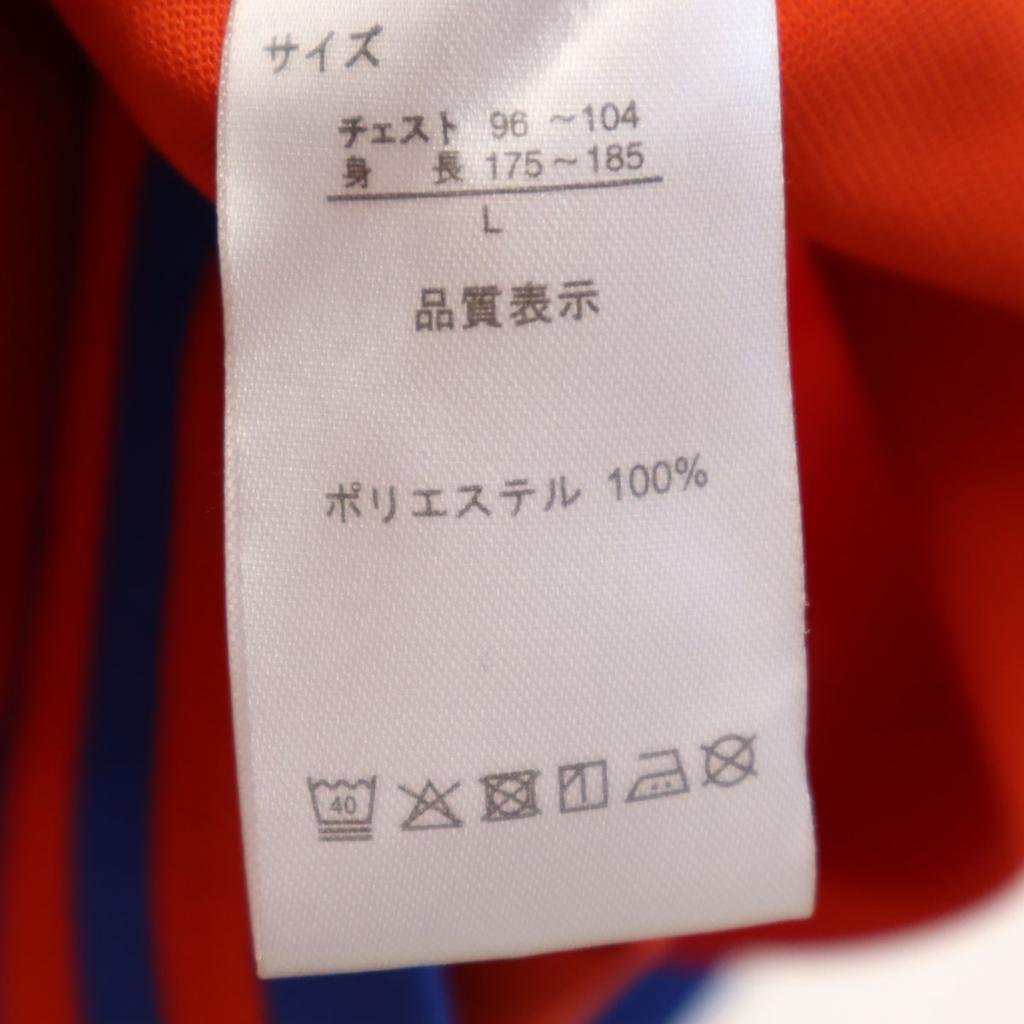 サイズ
チェスト 96 ～104
身 長 175～185
L
品質表示
ポリエステル 100%
40